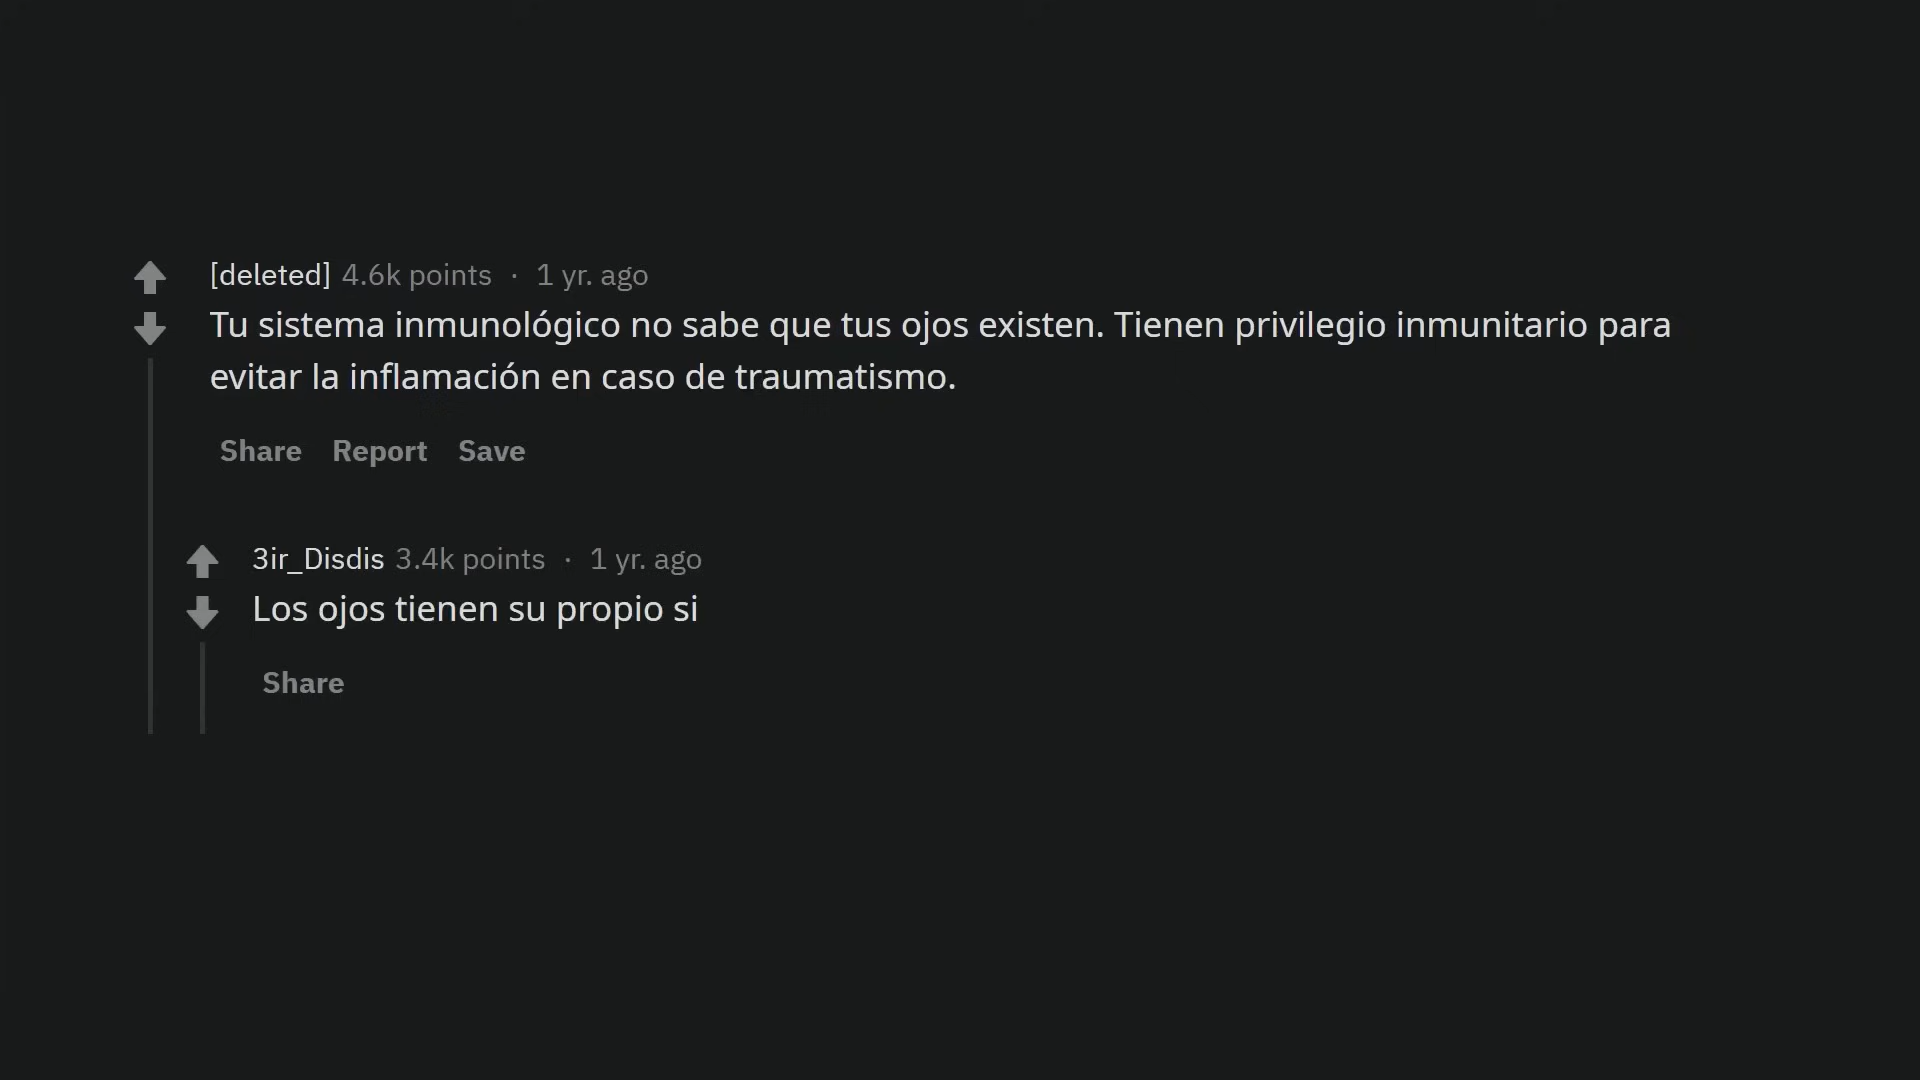 [deleted] 4.6k points · 1 yr. ago
Tu sistema inmunológico no sabe que tus ojos existen. Tienen privilegio inmunitario para
evitar la inflamación en caso de traumatismo.
Share Report Save
3ir_Disdis 3.4k points · 1 yr. ago
Los ojos tienen su propio si
Share